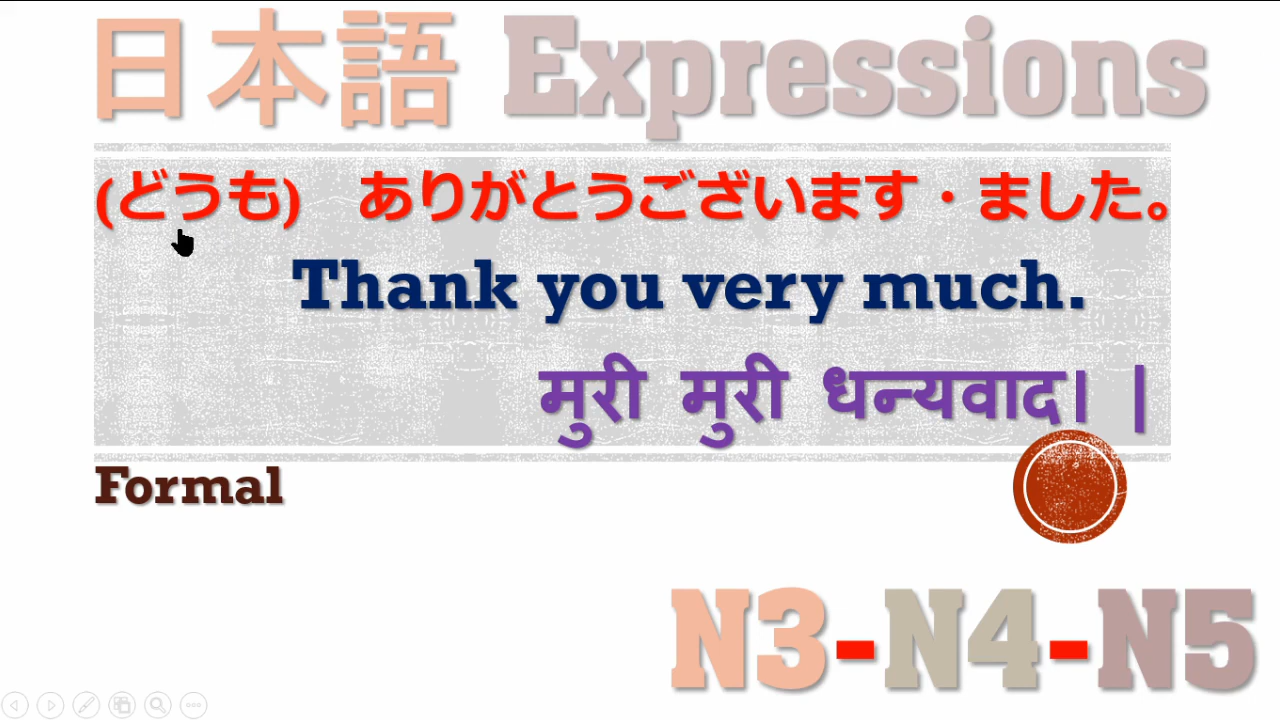 日本語 Expressions
(どうも)　ありがとうございます・ました。
Thank you very much.
मुरी मुरी धन्यवाद। |
Formal
N3-N4-N5